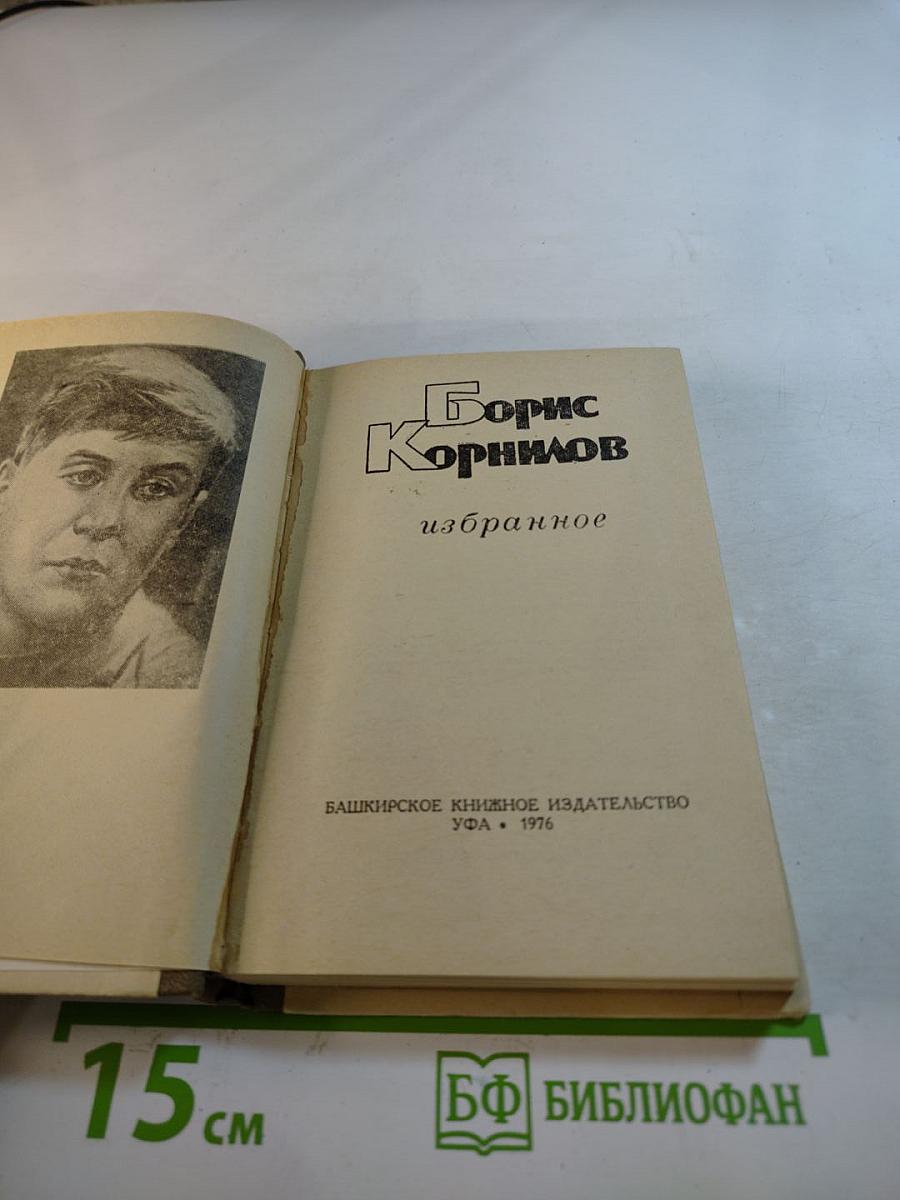 Борис
Корнилов
избранное
БАШКИРСКОЕ КНИЖНОЕ ИЗДАТЕЛЬСТВО
УФА • 1976
15 см
БФ БИБЛИОФАН